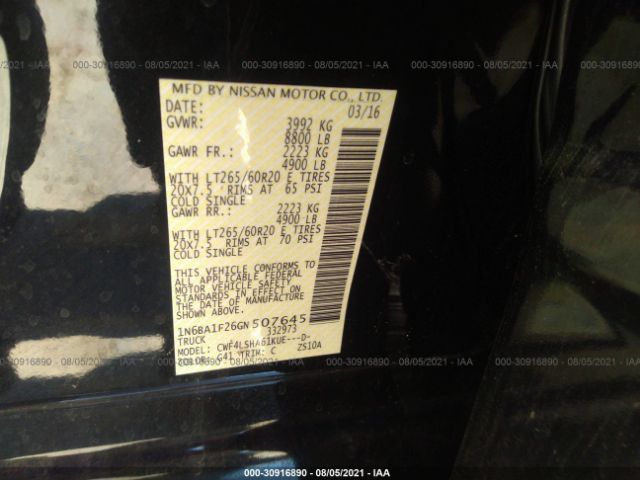 000-30916890 - 08/05/2021 - IAA
MFD BY NISSAN MOTOR CO., LTD.
DATE: 03/16
GVWR: 3992 KG
8800 LB
GAWR FR.: 2223 KG
4900 LB
WITH LT265/60R20 E TIRES
20X7.5 RIMS AT 65 PSI
COLD SINGLE
GAWR RR.: 2223 KG
4900 LB
WITH LT265/60R20 E TIRES
20X7.5 RIMS AT 70 PSI
COLD SINGLE
THIS VEHICLE CONFORMS TO
ALL APPLICABLE FEDERAL
MOTOR VEHICLE SAFETY
STANDARDS IN EFFECT ON
THE DATE OF MANUFACTURE
SHOWN ABOVE.
1N6BA1F26GN507645
TRUCK 332973
MODEL: CWF4LSHA61KUE---D-
COLOR: G41 TRIM: C ZS10A
000-30916890 - 08/05/2021 - IAA